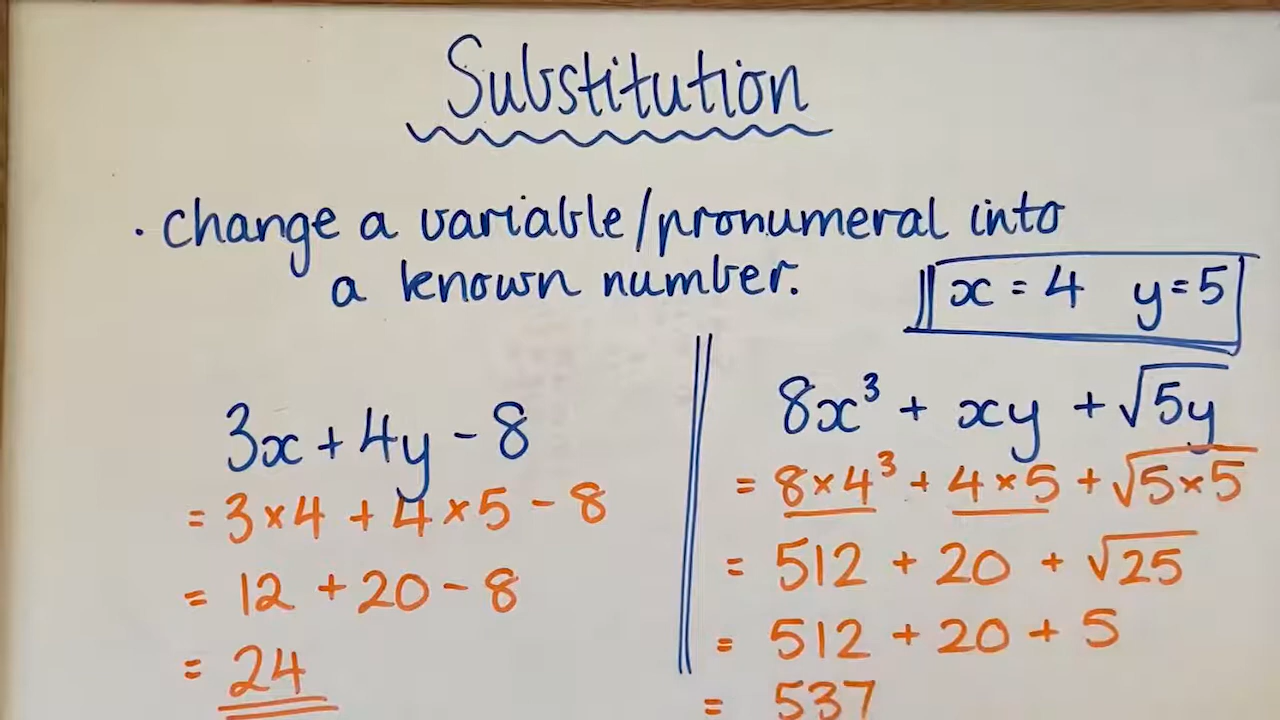 Substitution
· change a variable/pronumeral into
a known number.
x = 4 y = 5
3x + 4y - 8
= 3 × 4 + 4 × 5 - 8
= 12 + 20 - 8
= 24
8x³ + xy + √5y
= 8 × 4³ + 4 × 5 + √5 × 5
= 512 + 20 + √25
= 512 + 20 + 5
= 537